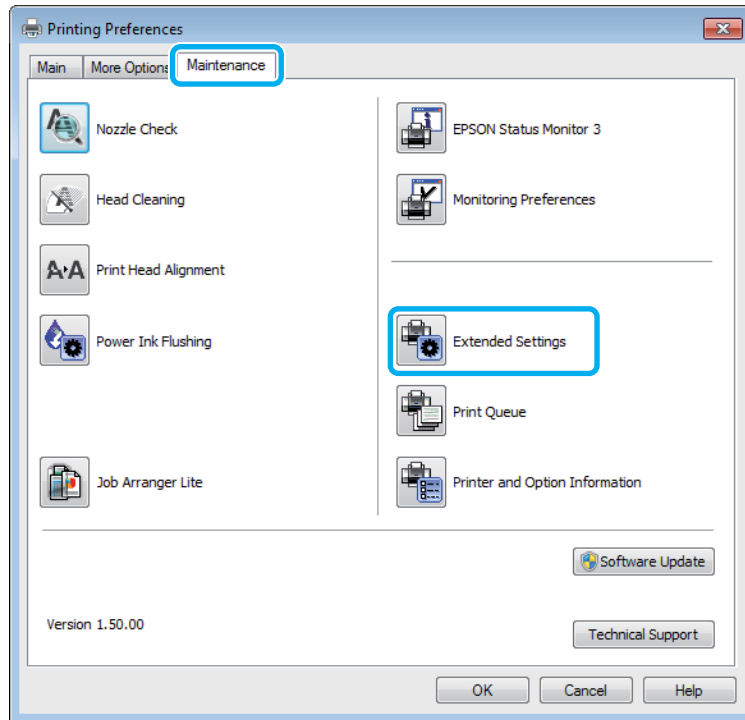 Printing Preferences
Main
More Options
Maintenance
Nozzle Check
Head Cleaning
A A Print Head Alignment
Power Ink Flushing
Job Arranger Lite
EPSON Status Monitor 3
Monitoring Preferences
Extended Settings
Print Queue
Printer and Option Information
Software Update
Version 1.50.00
Technical Support
OK
Cancel
Help